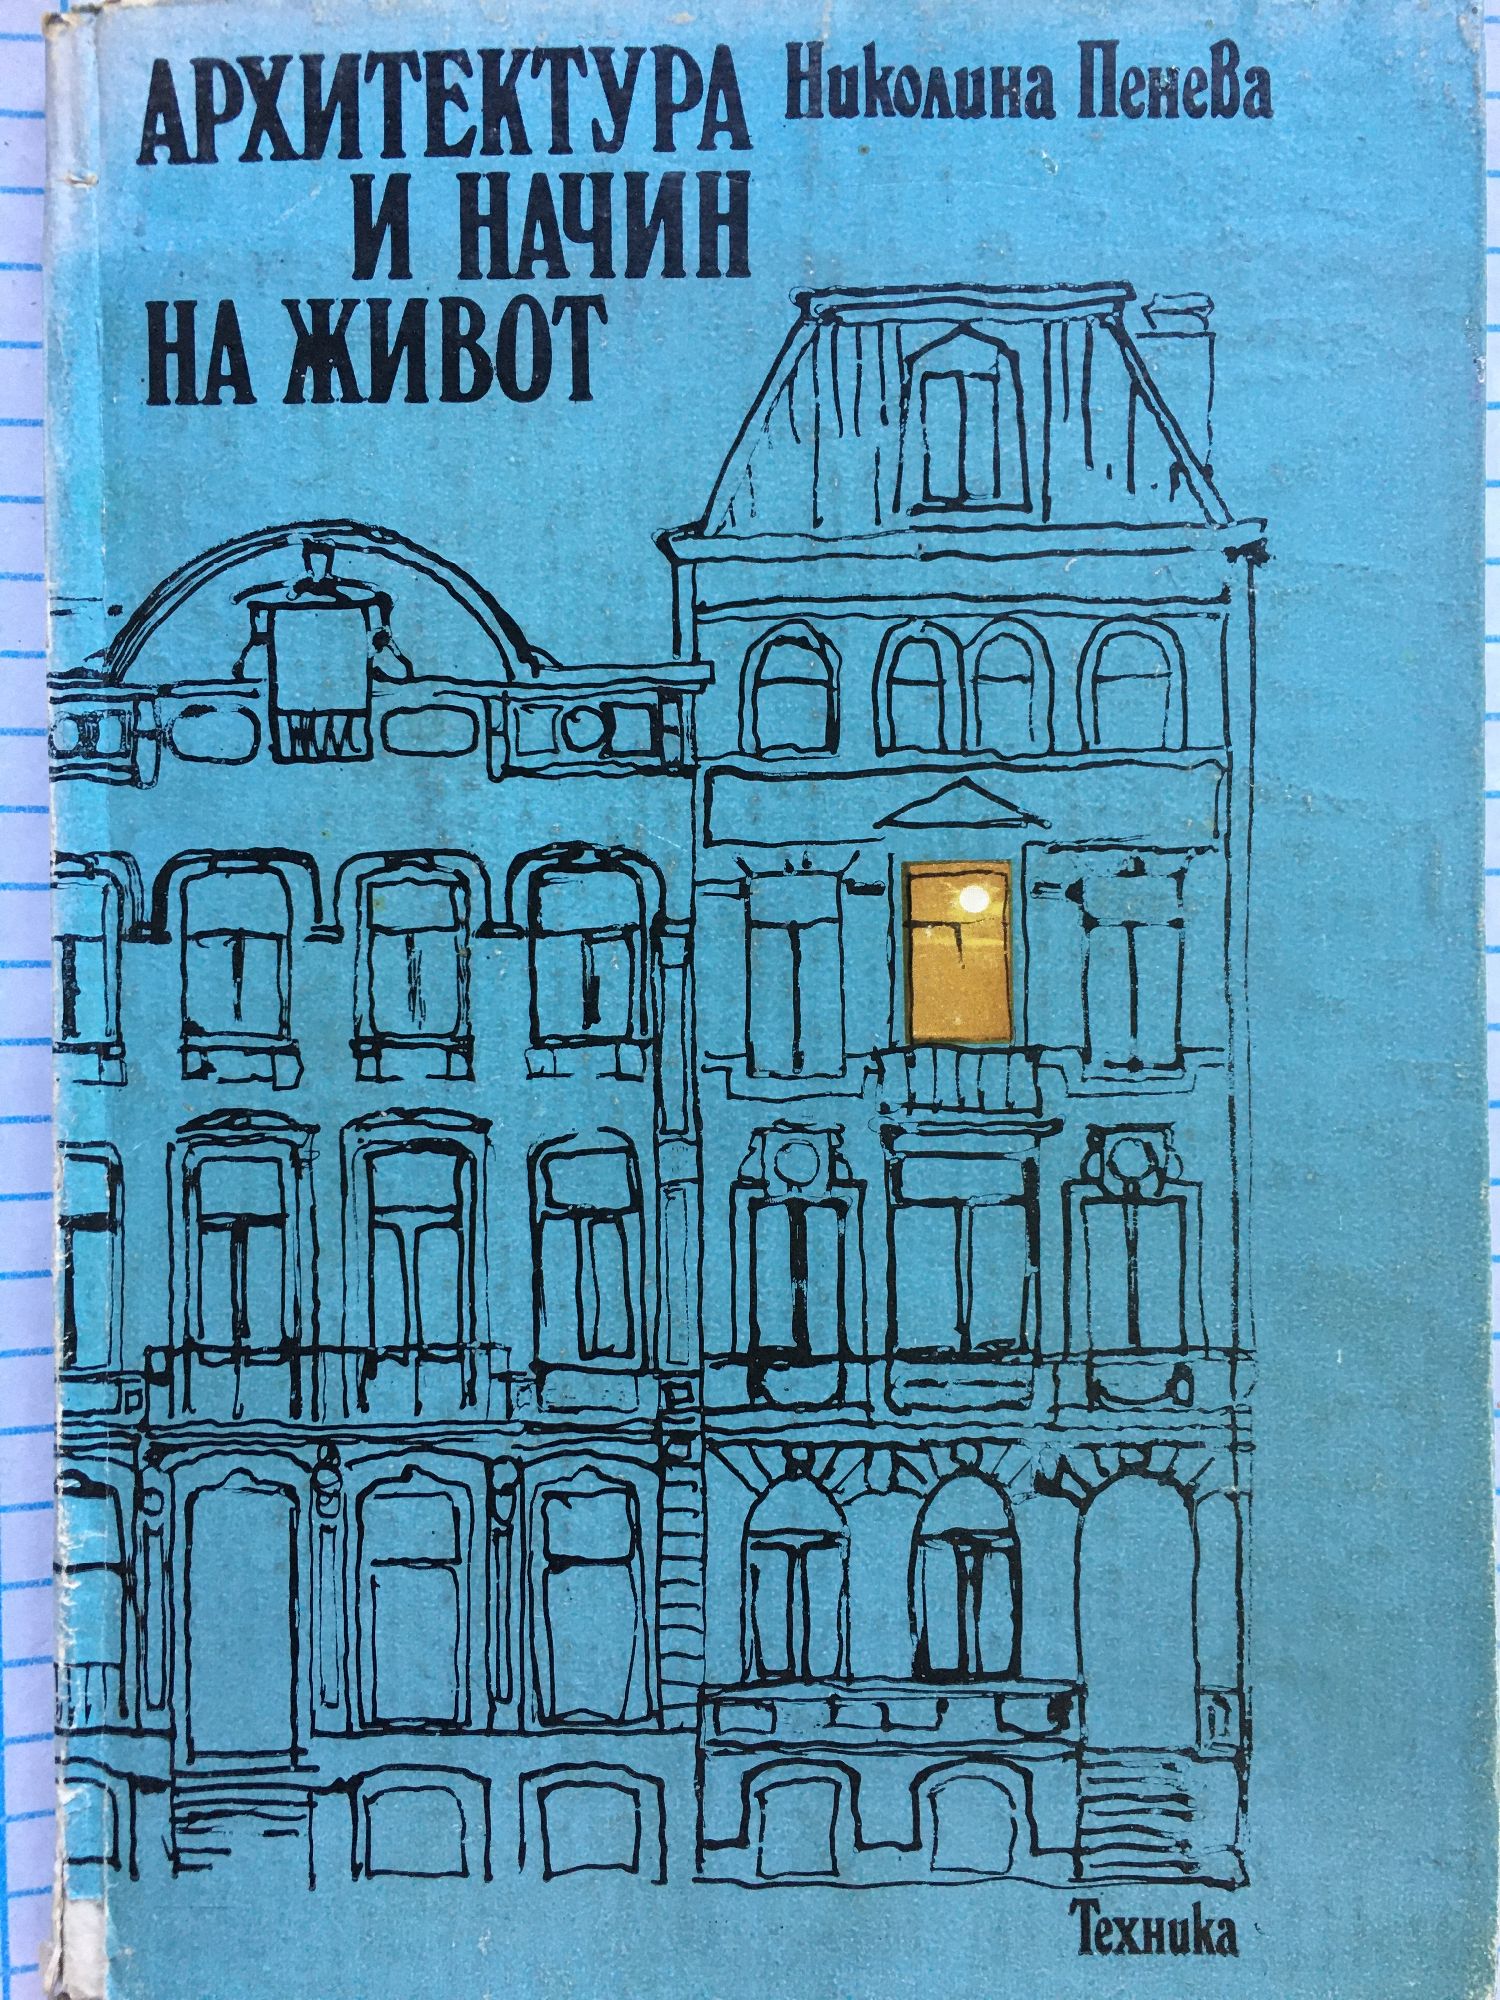 АРХИТЕКТУРА
И НАЧИН
НА ЖИВОТ
Николина Пенева
Техника